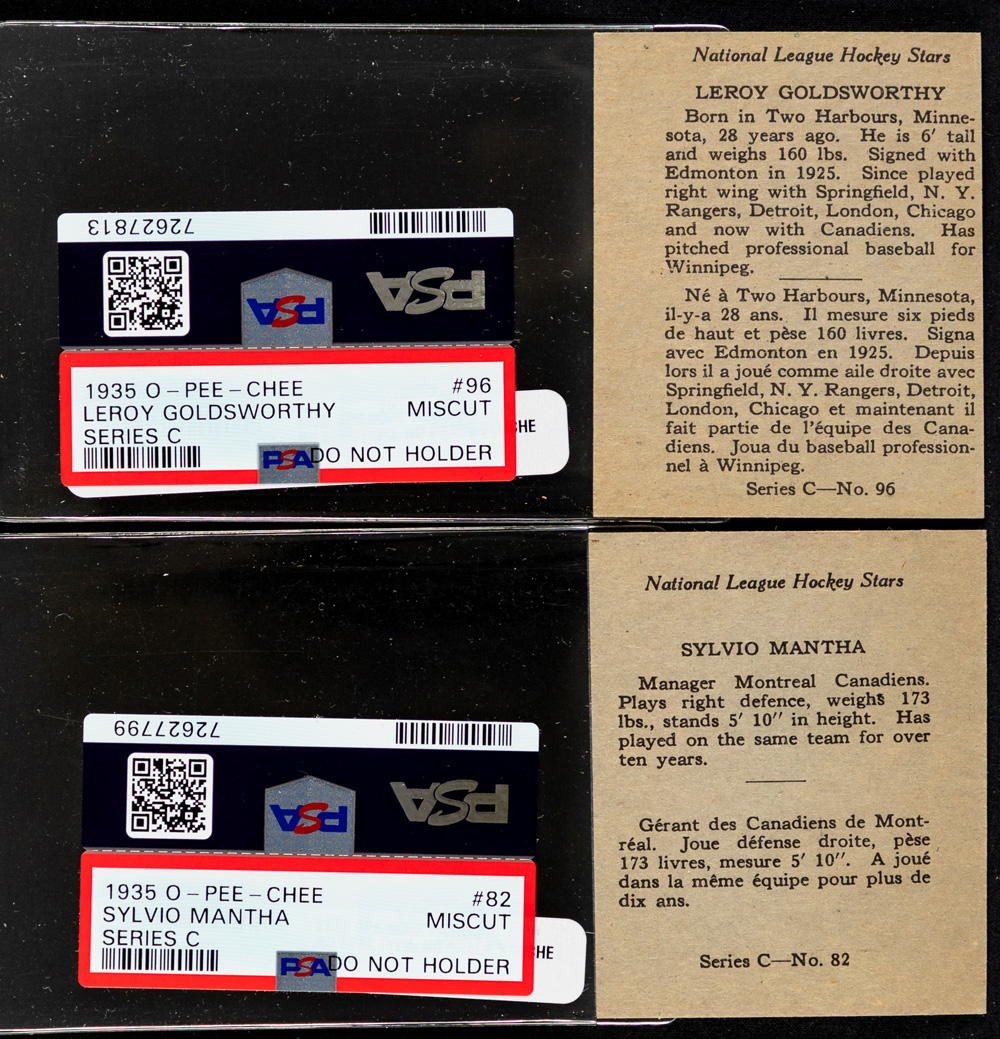 72627813
PSA
PSA
1935 O-PEE-CHEE #96
LEROY GOLDSWORTHY MISCUT
SERIES C
PSA DO NOT HOLDER
CHE
National League Hockey Stars
LEROY GOLDSWORTHY
Born in Two Harbours, Minne-
sota, 28 years ago. He is 6′ tall
and weighs 160 lbs. Signed with
Edmonton in 1925. Since played
right wing with Springfield, N. Y.
Rangers, Detroit, London, Chicago
and now with Canadiens. Has
pitched professional baseball for
Winnipeg.
Né à Two Harbours, Minnesota,
il-y-a 28 ans. Il mesure six pieds
de haut et pèse 160 livres. Signa
avec Edmonton en 1925. Depuis
lors il a joué comme aile droite avec
Springfield, N. Y. Rangers, Detroit,
London, Chicago et maintenant il
fait partie de l'équipe des Cana-
diens. Joua du baseball profession-
nel à Winnipeg.
Series C—No. 96
72627799
PSA
PSA
1935 O-PEE-CHEE #82
SYLVIO MANTHA MISCUT
SERIES C
PSA DO NOT HOLDER
CHE
National League Hockey Stars
SYLVIO MANTHA
Manager Montreal Canadiens.
Plays right defence, weighs 173
lbs., stands 5′ 10″ in height. Has
played on the same team for over
ten years.
Gérant des Canadiens de Mont-
réal. Joue défense droite, pèse
173 livres, mesure 5′ 10″. A joué
dans la même équipe pour plus de
dix ans.
Series C—No. 82